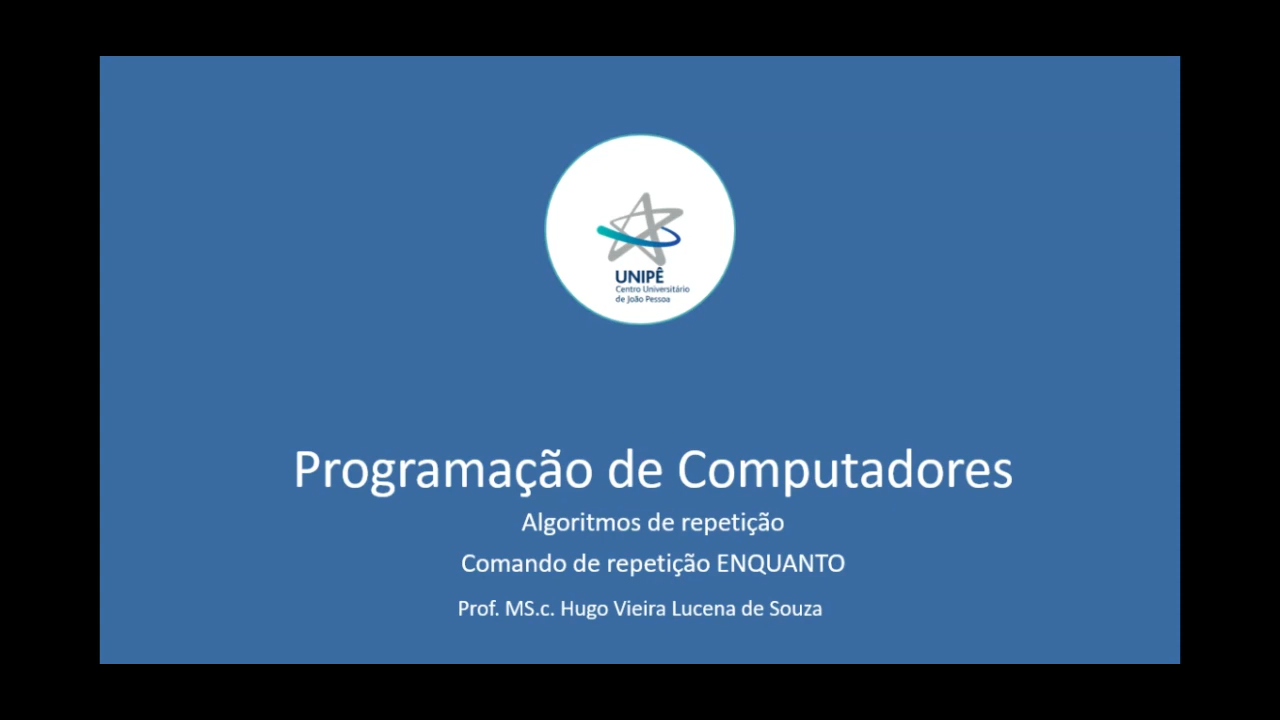 UNIPÊ
Centro Universitário
de João Pessoa
Programação de Computadores
Algoritmos de repetição
Comando de repetição ENQUANTO
Prof. MS.c. Hugo Vieira Lucena de Souza